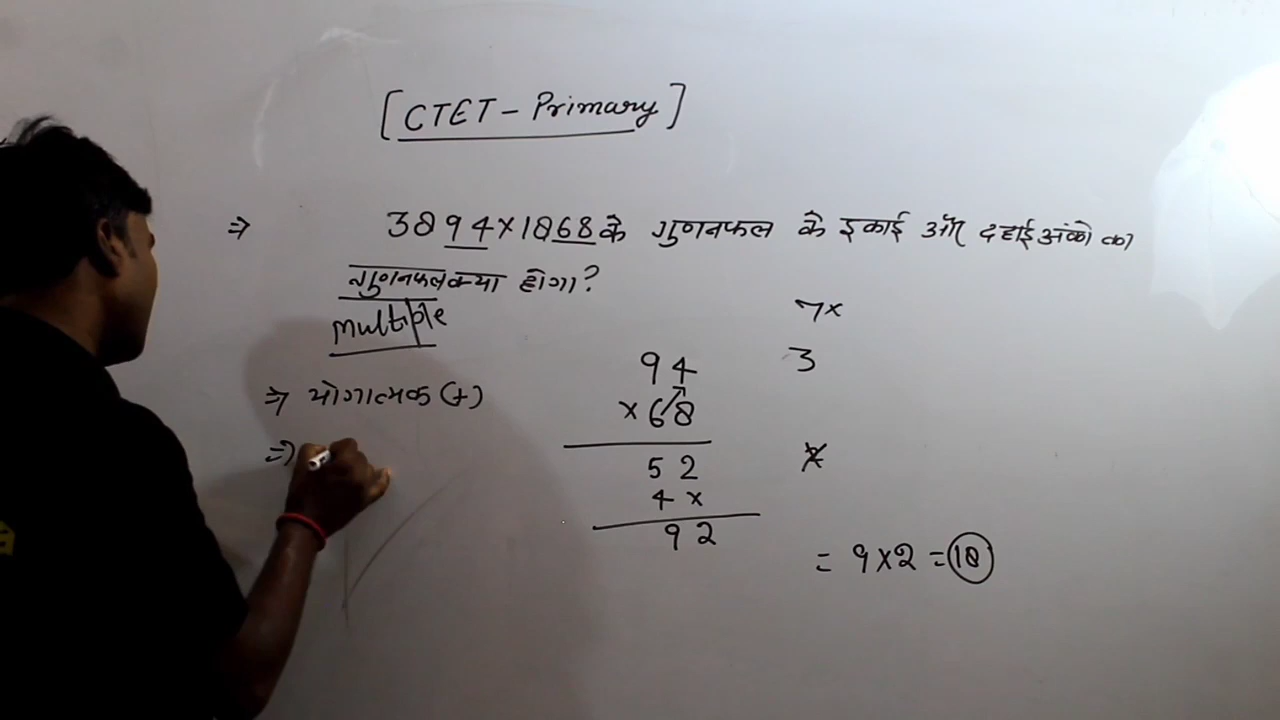 [CTET - Primary]
⇒ 3894×1868 के गुणनफल के इकाई और दहाई अंको का
गुणनफल क्या होगा?
Multiple
7×
94
3
⇒ योगात्मक (+)
×68
⇒
52
4×
92
= 9×2 = 18